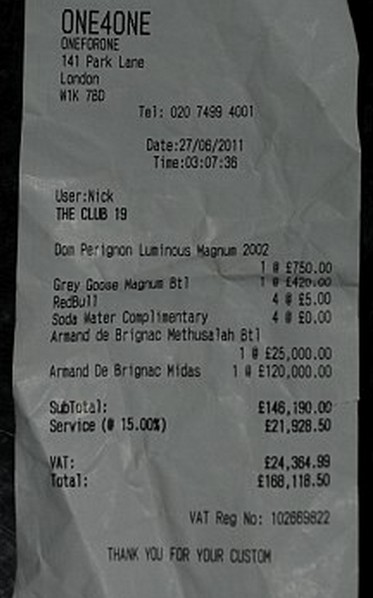 ONE4ONE
ONEFORONE
141 Park Lane
London
W1K 7BD
Tel: 020 7499 4001
Date:27/06/2011
Time:03:07:36
User:Nick
THE CLUB 19
Dom Perignon Luminous Magnum 2002
1 @ £750.00
Grey Goose Magnum Btl 1 @ £420.00
RedBull 4 @ £5.00
Soda Water Complimentary 4 @ £0.00
Armand de Brignac Methusalah Btl
1 @ £25,000.00
Armand De Brignac Midas 1 @ £120,000.00
SubTotal: £146,190.00
Service (@ 15.00%) £21,928.50
VAT: £24,364.99
Total: £168,118.50
VAT Reg No: 102669822
THANK YOU FOR YOUR CUSTOM